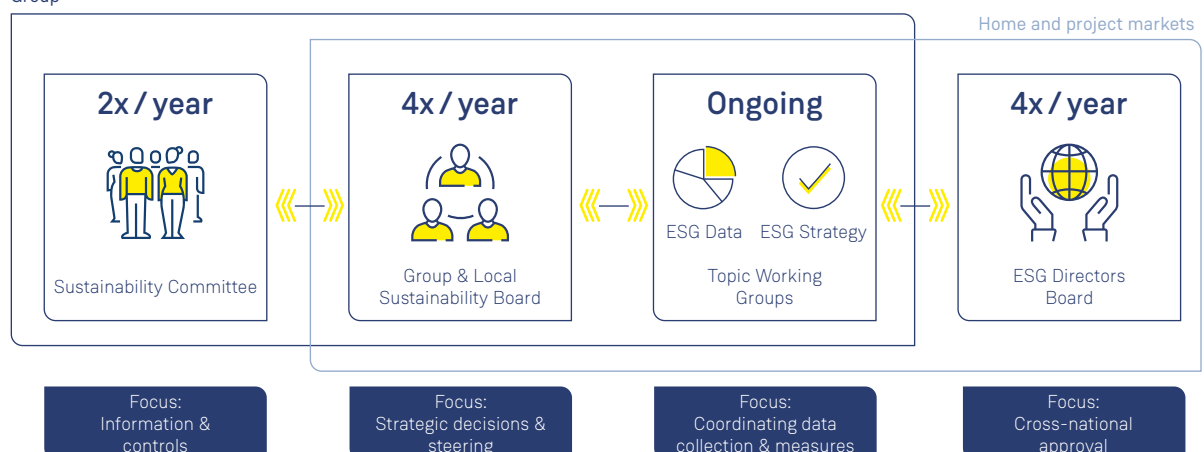 Group
Home and project markets
2x / year
Sustainability Committee
4x / year
Group & Local
Sustainability Board
Ongoing
ESG Data
ESG Strategy
Topic Working
Groups
4x / year
ESG Directors
Board
Focus:
Information &
controls
Focus:
Strategic decisions &
steering
Focus:
Coordinating data
collection & measures
Focus:
Cross-national
approval